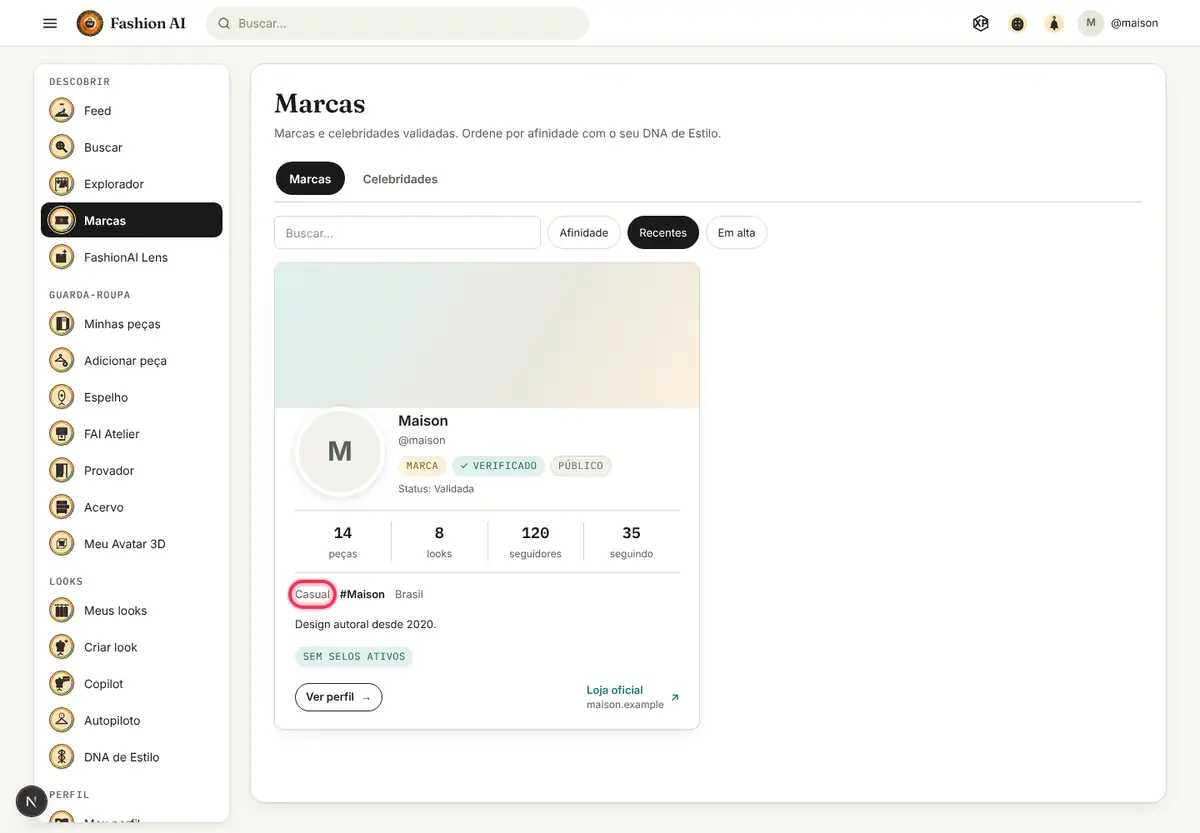 Fashion AI
Buscar...
XP
M
@maison
DESCOBRIR
Feed
Buscar
Explorador
Marcas
FashionAI Lens
GUARDA-ROUPA
Minhas peças
Adicionar peça
Espelho
FAI Atelier
Provador
Acervo
Meu Avatar 3D
LOOKS
Meus looks
Criar look
Copilot
Autopiloto
DNA de Estilo
PERFIL
Meu perfil
N
Marcas
Marcas e celebridades validadas. Ordene por afinidade com o seu DNA de Estilo.
Marcas Celebridades
Buscar... Afinidade Recentes Em alta
M
Maison
@maison
MARCA ✓ VERIFICADO PÚBLICO
Status: Validada
14 8 120 35
peças looks seguidores seguindo
Casual #Maison Brasil
Design autoral desde 2020.
SEM SELOS ATIVOS
Ver perfil →
Loja oficial ↗
maison.example